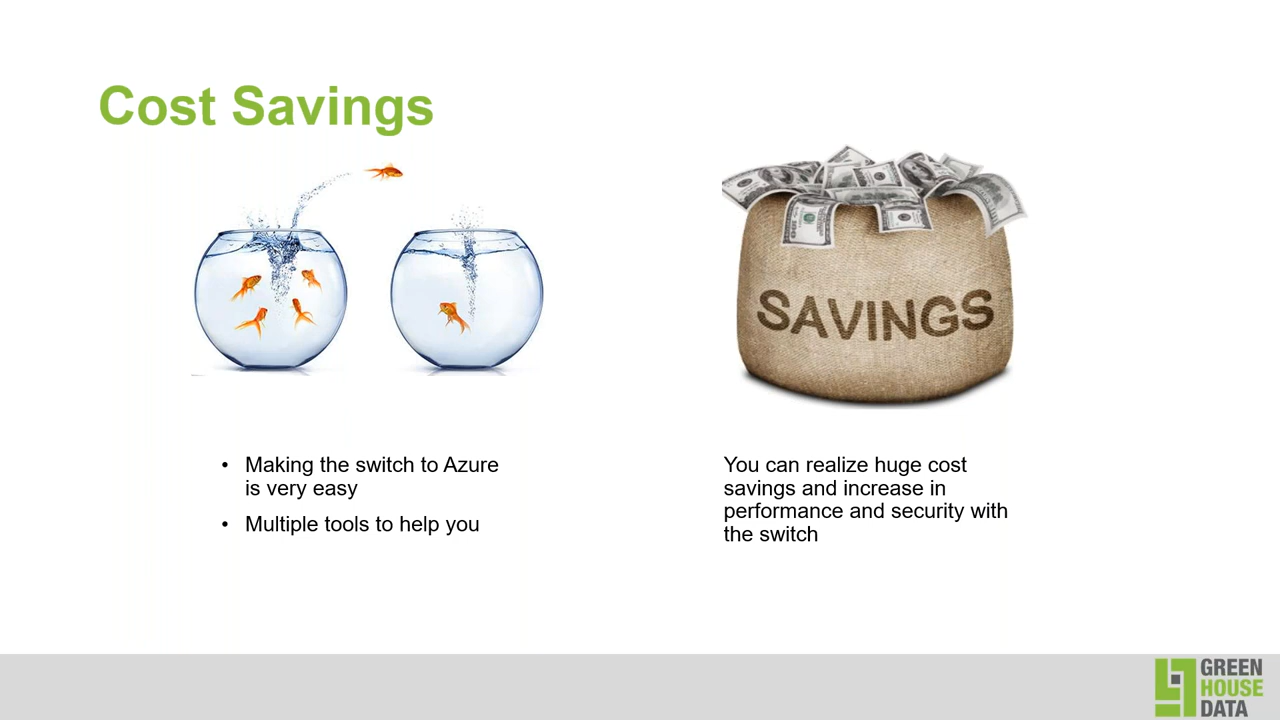 Cost Savings
SAVINGS
• Making the switch to Azure
is very easy
• Multiple tools to help you
You can realize huge cost
savings and increase in
performance and security with
the switch
GREEN
HOUSE
DATA